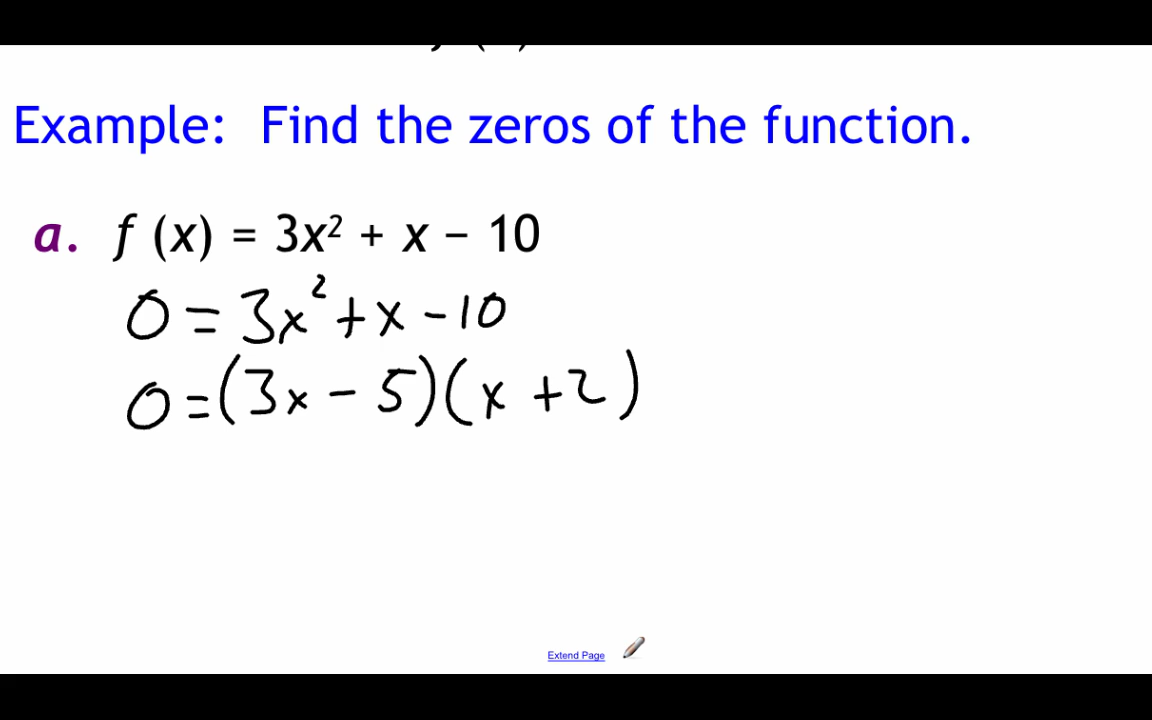 Example: Find the zeros of the function.
a. f (x) = 3x² + x − 10
0 = 3x² + x − 10
0 = (3x − 5)(x + 2)
Extend Page